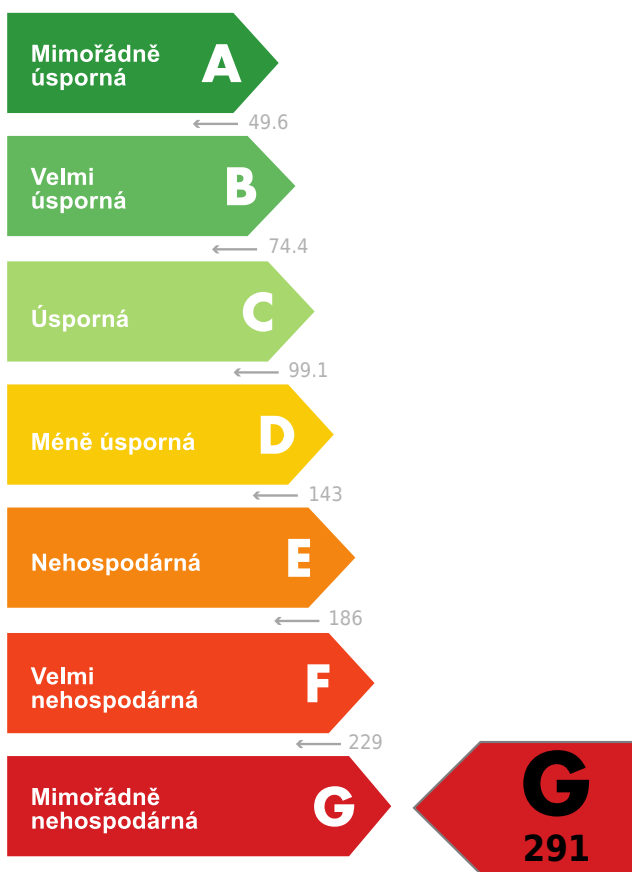 Mimořádně
úsporná
A
← 49.6
Velmi
úsporná
B
← 74.4
Úsporná
C
← 99.1
Méně úsporná
D
← 143
Nehospodárná
E
← 186
Velmi
nehospodárná
F
← 229
Mimořádně
nehospodárná
G
G
291